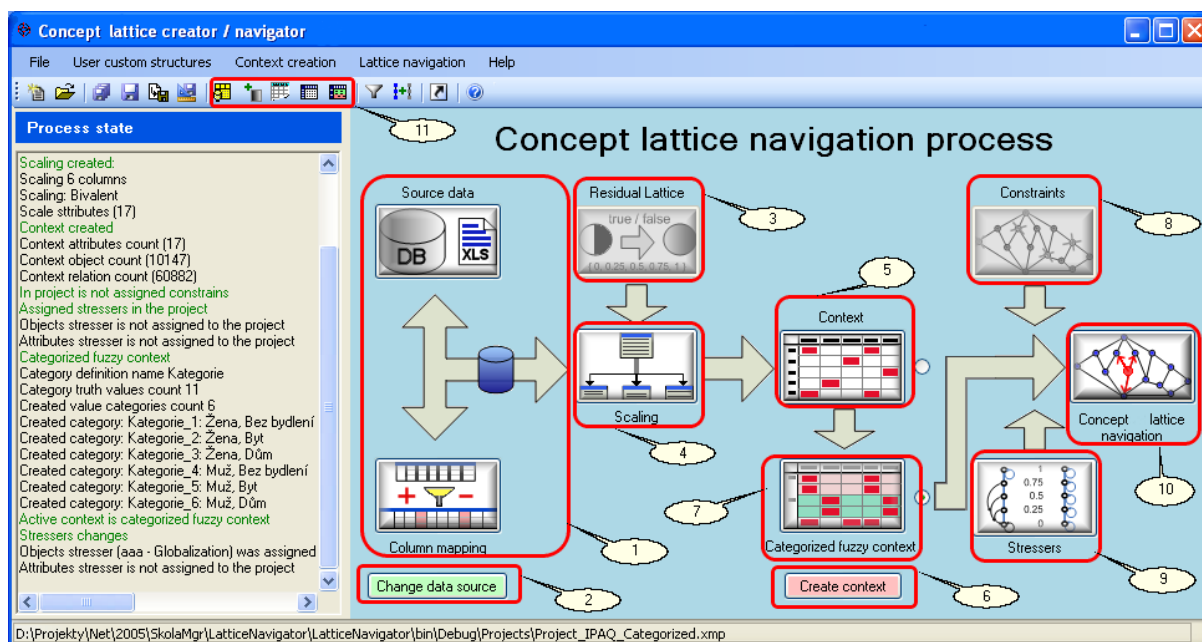 Concept lattice creator / navigator
File User custom structures Context creation Lattice navigation Help
11
Process state
Scaling created:
Scaling 6 columns
Scaling: Bivalent
Scale sttributes (17)
Context created
Context attributes count (17)
Context object count (10147)
Context relation count (60882)
In project is not assigned constrains
Assigned stressers in the project
Objects stresser is not assigned to the project
Attributes stresser is not assigned to the project
Categorized fuzzy context
Category definition name Kategorie
Category truth values count 11
Created value categories count 6
Created category: Kategorie_1: Žena, Bez bydlení
Created category: Kategorie_2: Žena, Byt
Created category: Kategorie_3: Žena, Dům
Created category: Kategorie_4: Muž, Bez bydlení
Created category: Kategorie_5: Muž, Byt
Created category: Kategorie_6: Muž, Dům
Active context is categorized fuzzy context
Stressers changes
Objects stresser (aaa - Globalization) was assigned
Attributes stresser is not assigned to the project
Concept lattice navigation process
Source data
DB
XLS
Column mapping
1
Change data source
2
Residual Lattice
true / false
{ 0, 0.25, 0.5, 0.75, 1 }
3
Scaling
4
Context
5
Categorized fuzzy context
7
Create context
6
Constraints
8
Concept lattice
navigation
10
1
0.75
0.5
0.25
0
Stressers
9
D:\Projekty\Net\2005\SkolaMgr\LatticeNavigator\LatticeNavigator\bin\Debug\Projects\Project_IPAQ_Categorized.xmp